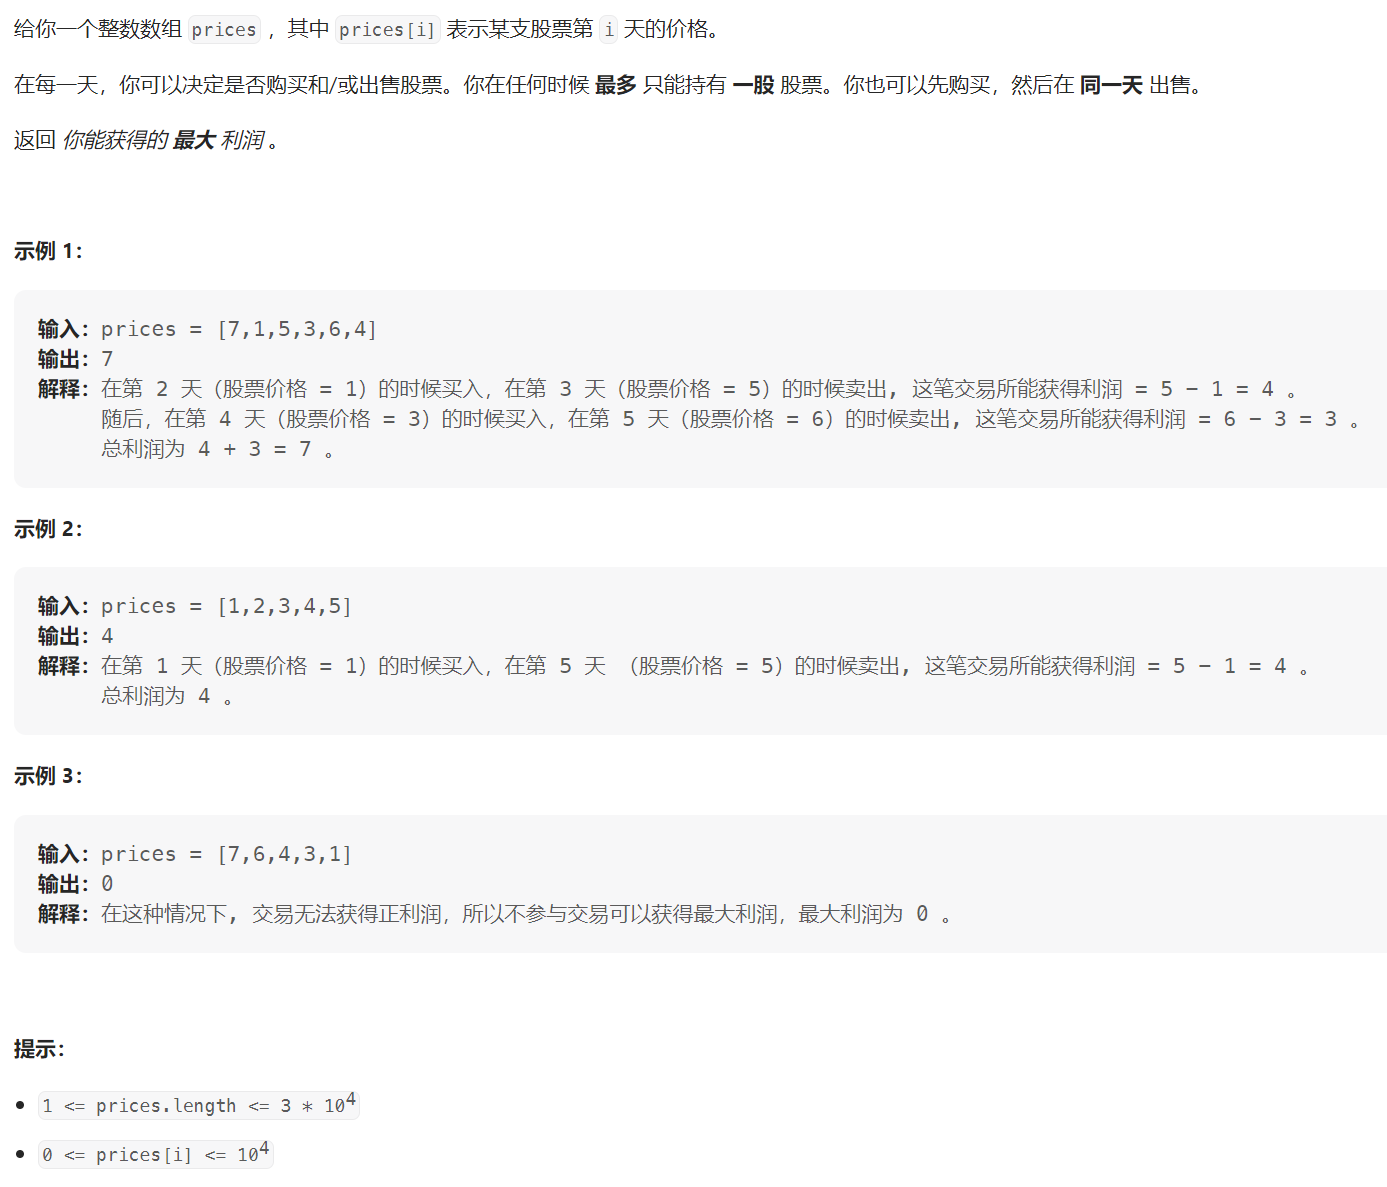 给你一个整数数组 prices ，其中 prices[i] 表示某支股票第 i 天的价格。
在每一天，你可以决定是否购买和/或出售股票。你在任何时候 最多 只能持有 一股 股票。你也可以先购买，然后在 同一天 出售。
返回 你能获得的 最大 利润 。
示例 1：
输入：prices = [7,1,5,3,6,4]
输出：7
解释：在第 2 天（股票价格 = 1）的时候买入，在第 3 天（股票价格 = 5）的时候卖出, 这笔交易所能获得利润 = 5 - 1 = 4 。
随后，在第 4 天（股票价格 = 3）的时候买入，在第 5 天（股票价格 = 6）的时候卖出, 这笔交易所能获得利润 = 6 - 3 = 3 。
总利润为 4 + 3 = 7 。
示例 2：
输入：prices = [1,2,3,4,5]
输出：4
解释：在第 1 天（股票价格 = 1）的时候买入，在第 5 天 （股票价格 = 5）的时候卖出, 这笔交易所能获得利润 = 5 - 1 = 4 。
总利润为 4 。
示例 3：
输入：prices = [7,6,4,3,1]
输出：0
解释：在这种情况下, 交易无法获得正利润，所以不参与交易可以获得最大利润，最大利润为 0 。
提示：
• 1 <= prices.length <= 3 * 10⁴
• 0 <= prices[i] <= 10⁴